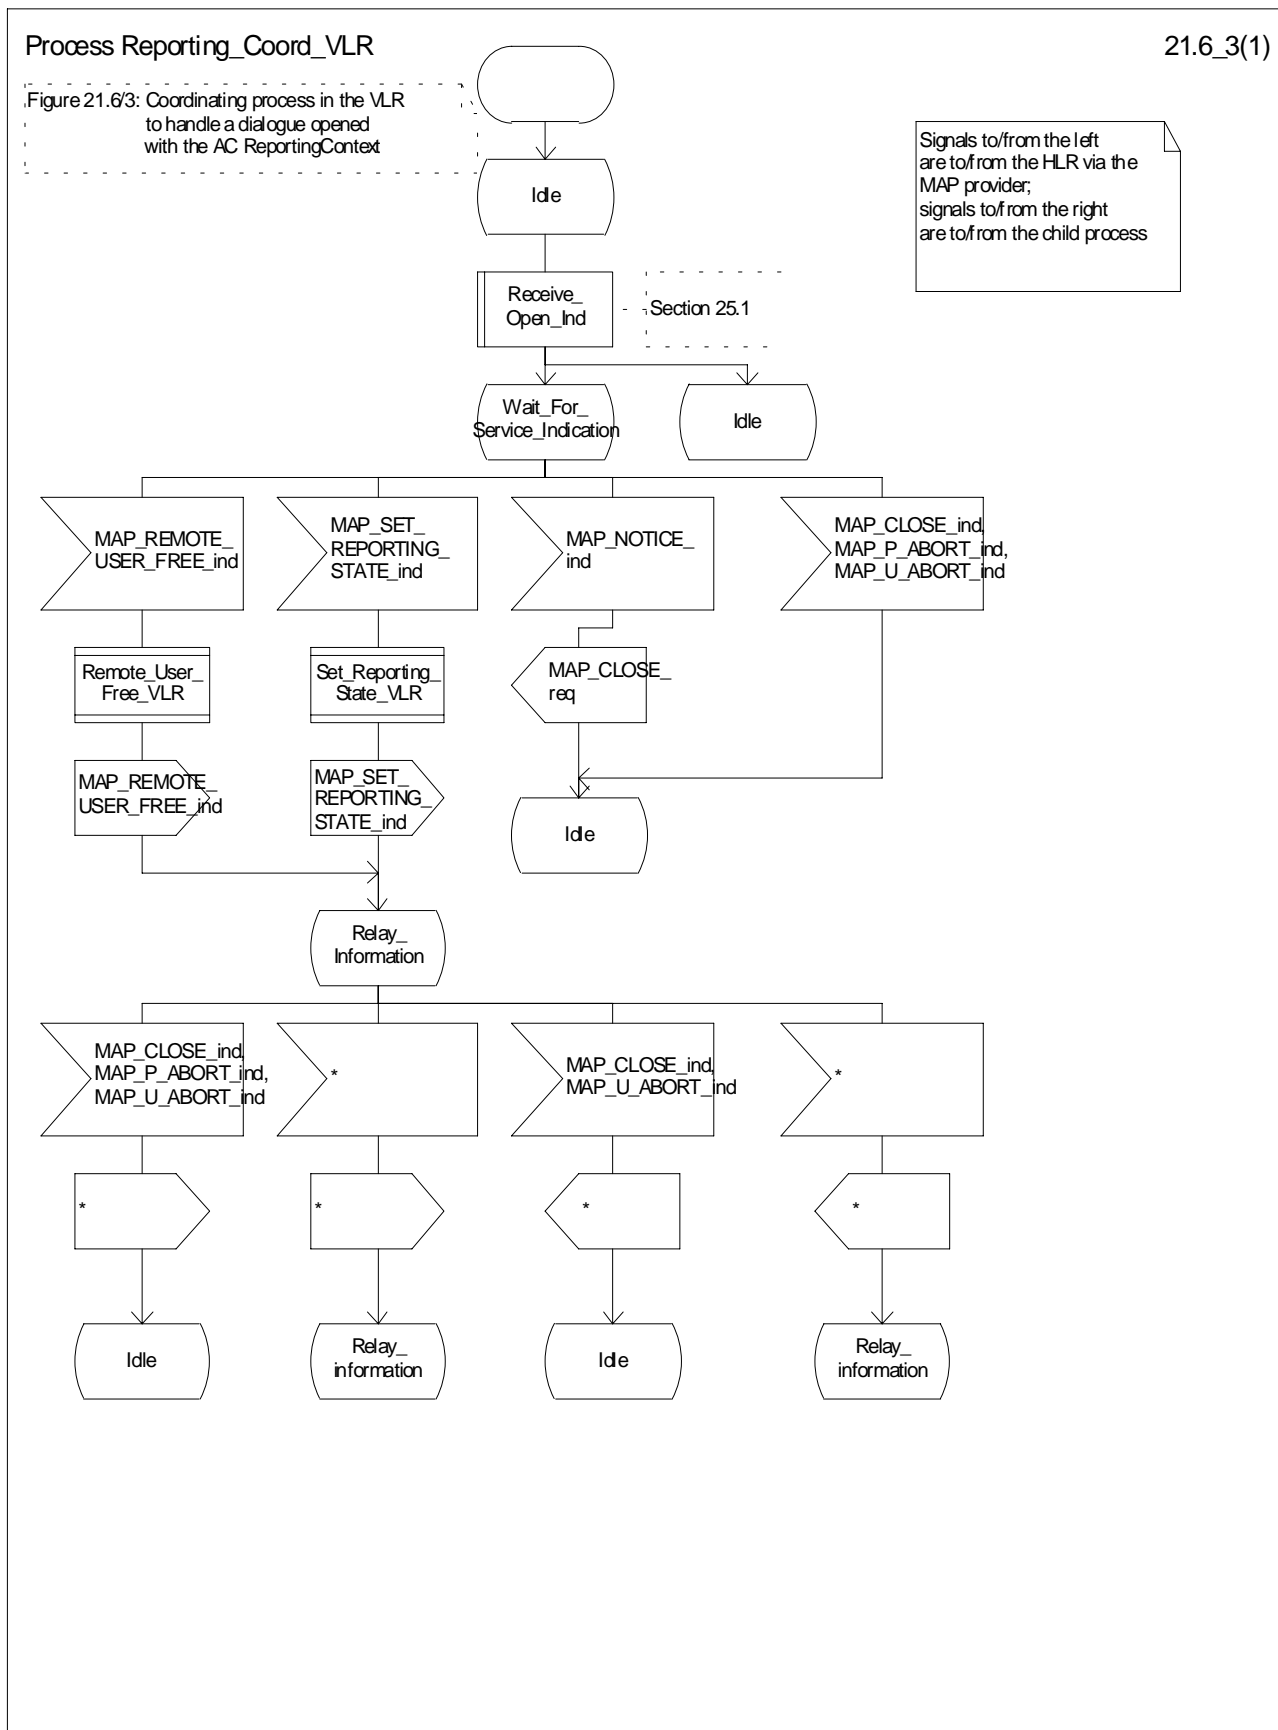 Process Reporting_Coord_VLR
21.6_3(1)
Figure 21.6/3: Coordinating process in the VLR
to handle a dialogue opened
with the AC ReportingContext
Signals to/from the left
are to/from the HLR via the
MAP provider;
signals to/from the right
are to/from the child process
Idle
Receive_
Open_Ind
Section 25.1
Wait_For_
Service_Indication
Idle
MAP_REMOTE_
USER_FREE_ind
MAP_SET_
REPORTING_
STATE_ind
MAP_NOTICE_
ind
MAP_CLOSE_ind,
MAP_P_ABORT_ind,
MAP_U_ABORT_ind
Remote_User_
Free_VLR
Set_Reporting_
State_VLR
MAP_CLOSE_
req
MAP_REMOTE_
USER_FREE_ind
MAP_SET_
REPORTING_
STATE_ind
Idle
Relay_
Information
MAP_CLOSE_ind,
MAP_P_ABORT_ind,
MAP_U_ABORT_ind
*
MAP_CLOSE_ind,
MAP_U_ABORT_ind
*
*
*
*
*
Idle
Relay_
information
Idle
Relay_
information